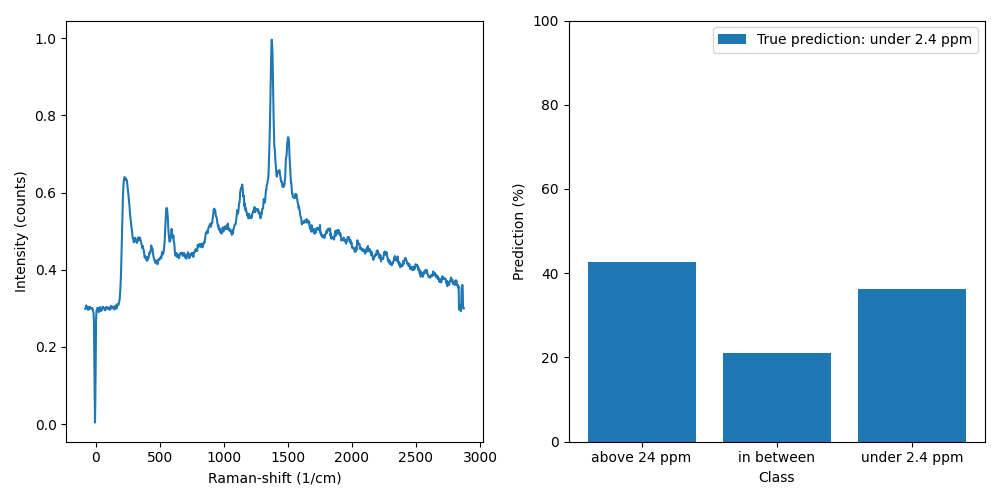 1.0
0.8
0.6
0.4
0.2
0.0
Intensity (counts)
0 500 1000 1500 2000 2500 3000
Raman-shift (1/cm)
100
80
60
40
20
0
Prediction (%)
True prediction: under 2.4 ppm
above 24 ppm in between under 2.4 ppm
Class